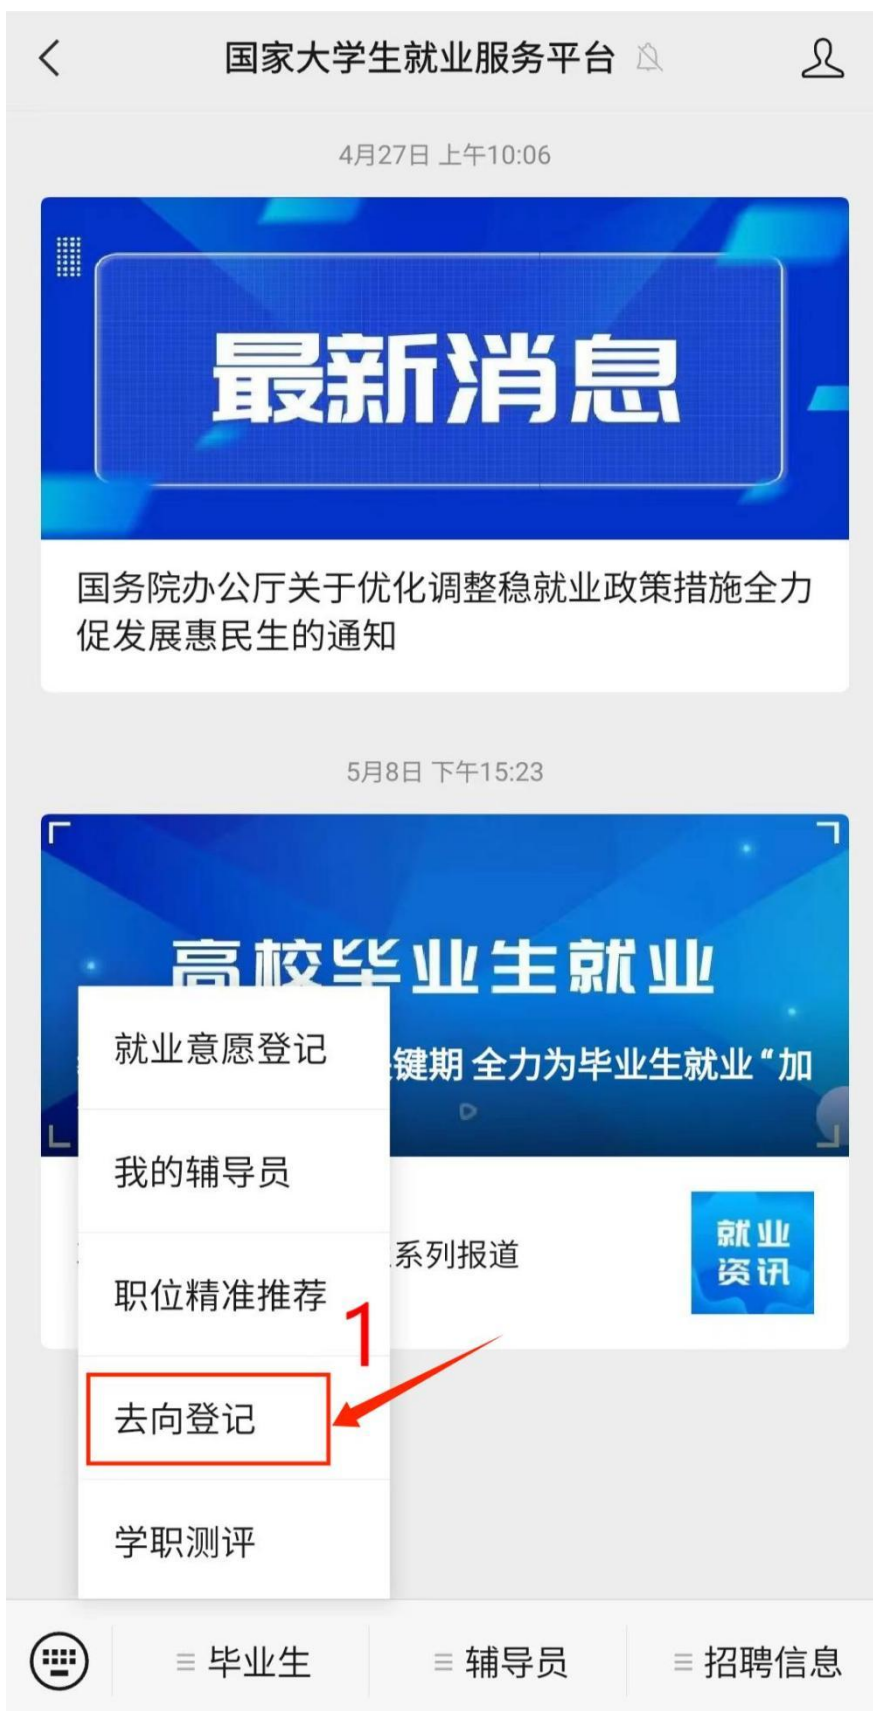 国家大学生就业服务平台
4月27日 上午10:06
最新消息
国务院办公厅关于优化调整稳就业政策措施全力
促发展惠民生的通知
5月8日 下午15:23
高校毕业生就业
键期 全力为毕业生就业“加
系列报道
就业
资讯
就业意愿登记
我的辅导员
职位精准推荐
1
去向登记
学职测评
毕业生
辅导员
招聘信息